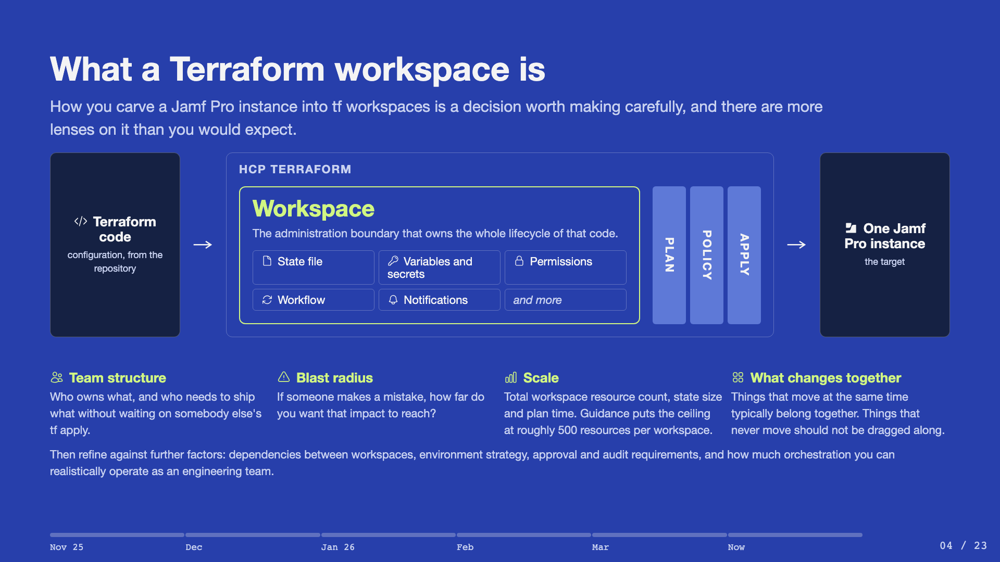 What a Terraform workspace is
How you carve a Jamf Pro instance into tf workspaces is a decision worth making carefully, and there are more
lenses on it than you would expect.
</> Terraform
code
configuration, from the
repository
HCP TERRAFORM
Workspace
The administration boundary that owns the whole lifecycle of that code.
State file
Variables and
secrets
Permissions
Workflow
Notifications
and more
PLAN
POLICY
APPLY
One Jamf
Pro instance
the target
Team structure
Who owns what, and who needs to ship
what without waiting on somebody else's
tf apply.
Blast radius
If someone makes a mistake, how far do
you want that impact to reach?
Scale
Total workspace resource count, state size
and plan time. Guidance puts the ceiling
at roughly 500 resources per workspace.
What changes together
Things that move at the same time
typically belong together. Things that
never move should not be dragged along.
Then refine against further factors: dependencies between workspaces, environment strategy, approval and audit requirements, and how much orchestration you can
realistically operate as an engineering team.
Nov 25
Dec
Jan 26
Feb
Mar
Now
04 / 23